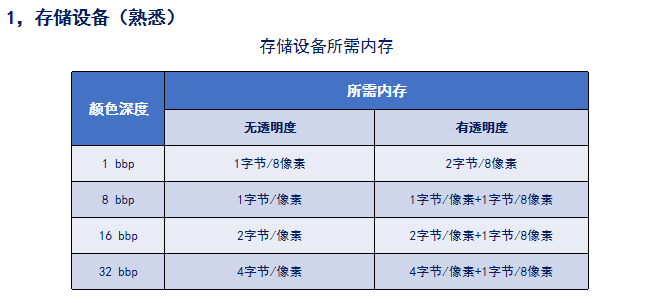 1，存储设备（熟悉）
存储设备所需内存
颜色深度 所需内存
无透明度 有透明度
1 bbp 1字节/8像素 2字节/8像素
8 bbp 1字节/像素 1字节/像素+1字节/8像素
16 bbp 2字节/像素 2字节/像素+1字节/8像素
32 bbp 4字节/像素 4字节/像素+1字节/8像素